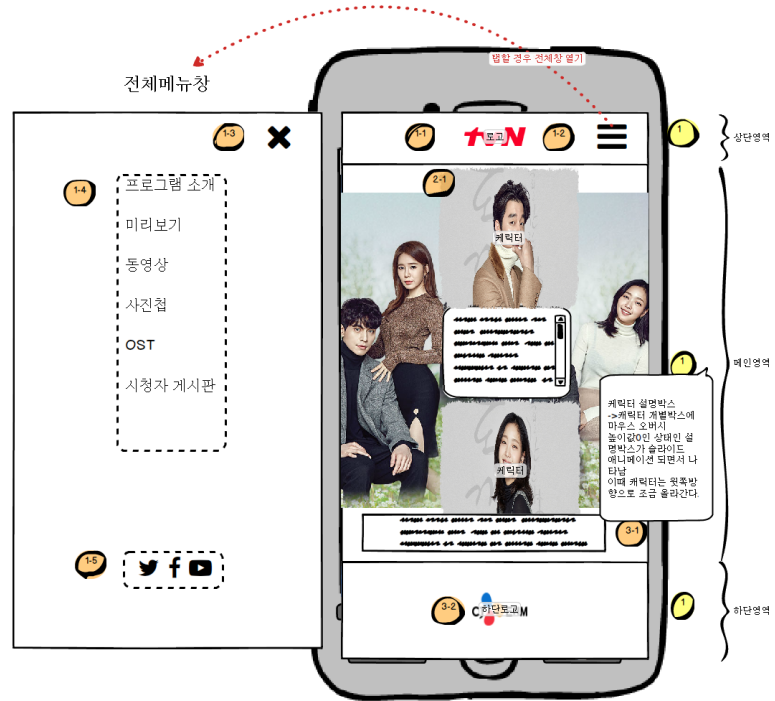 탭할 경우 전체창 열기
전체메뉴창
1-3
1-1
tvN
로고
1-2
1
상단영역
1-4
프로그램 소개
미리보기
동영상
사진첩
OST
시청자 게시판
2-1
케릭터
1
메인영역
케릭터 설명박스
->캐릭터 개별박스에
마우스 오버시
높이값0인 상태인 설
명박스가 슬라이드
애니메이션 되면서 나
타남
이때 캐릭터는 윗쪽방
향으로 조금 올라간다.
케릭터
3-1
1-5
3-2
하단로고
1
하단영역